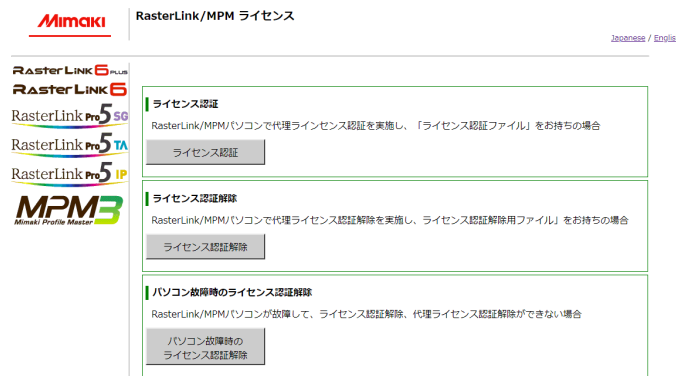 Mimaki
RasterLink/MPM ライセンス
Japanese / Englis
RASTERLINK6PLUS
RASTERLINK6
RasterLink Pro5 SG
RasterLink Pro5 TA
RasterLink Pro5 IP
MPM3
Mimaki Profile Master
ライセンス認証
RasterLink/MPMパソコンで代理ラインセンス認証を実施し、「ライセンス認証ファイル」をお持ちの場合
ライセンス認証
ライセンス認証解除
RasterLink/MPMパソコンで代理ライセンス認証解除を実施し、ライセンス認証解除用ファイル」をお持ちの場合
ライセンス認証解除
パソコン故障時のライセンス認証解除
RasterLink/MPMパソコンが故障して、ライセンス認証解除、代理ライセンス認証解除ができない場合
パソコン故障時の
ライセンス認証解除